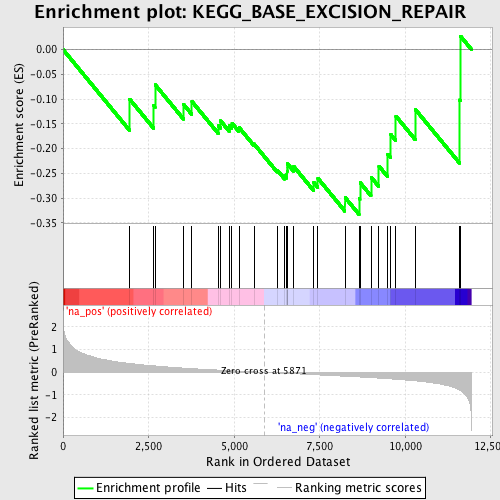 Enrichment plot: KEGG_BASE_EXCISION_REPAIR
Enrichment score (ES)
0.00
-0.05
-0.10
-0.15
-0.20
-0.25
-0.30
-0.35
'na_pos' (positively correlated)
Ranked list metric (PreRanked)
2
1
0
-1
-2
Zero cross at 5871
'na_neg' (negatively correlated)
0
2,500
5,000
7,500
10,000
12,500
Rank in Ordered Dataset
Enrichment profile
Hits
Ranking metric scores